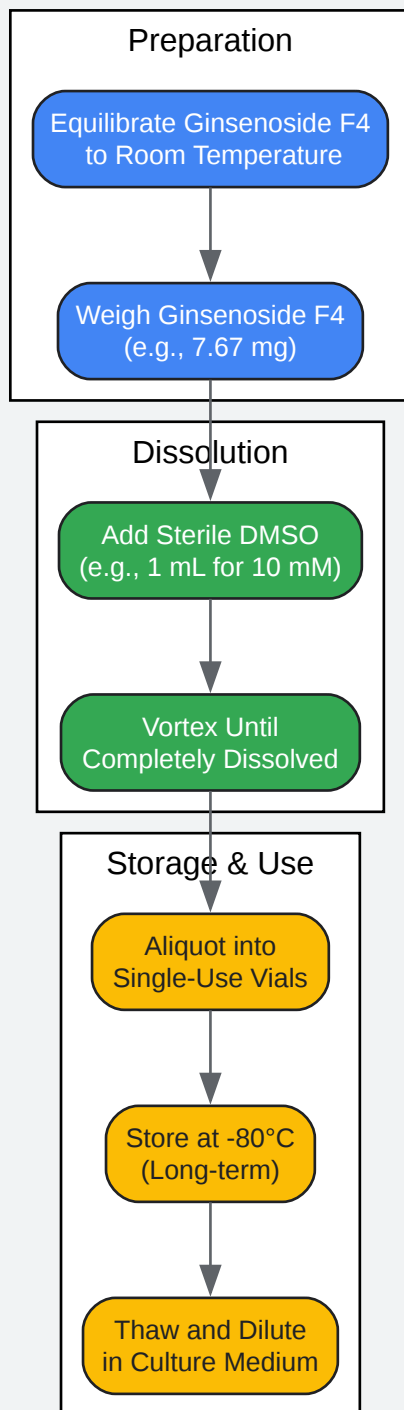 Preparation
Equilibrate Ginsenoside F4
to Room Temperature
Weigh Ginsenoside F4
(e.g., 7.67 mg)
Dissolution
Add Sterile DMSO
(e.g., 1 mL for 10 mM)
Vortex Until
Completely Dissolved
Storage & Use
Aliquot into
Single-Use Vials
Store at -80°C
(Long-term)
Thaw and Dilute
in Culture Medium